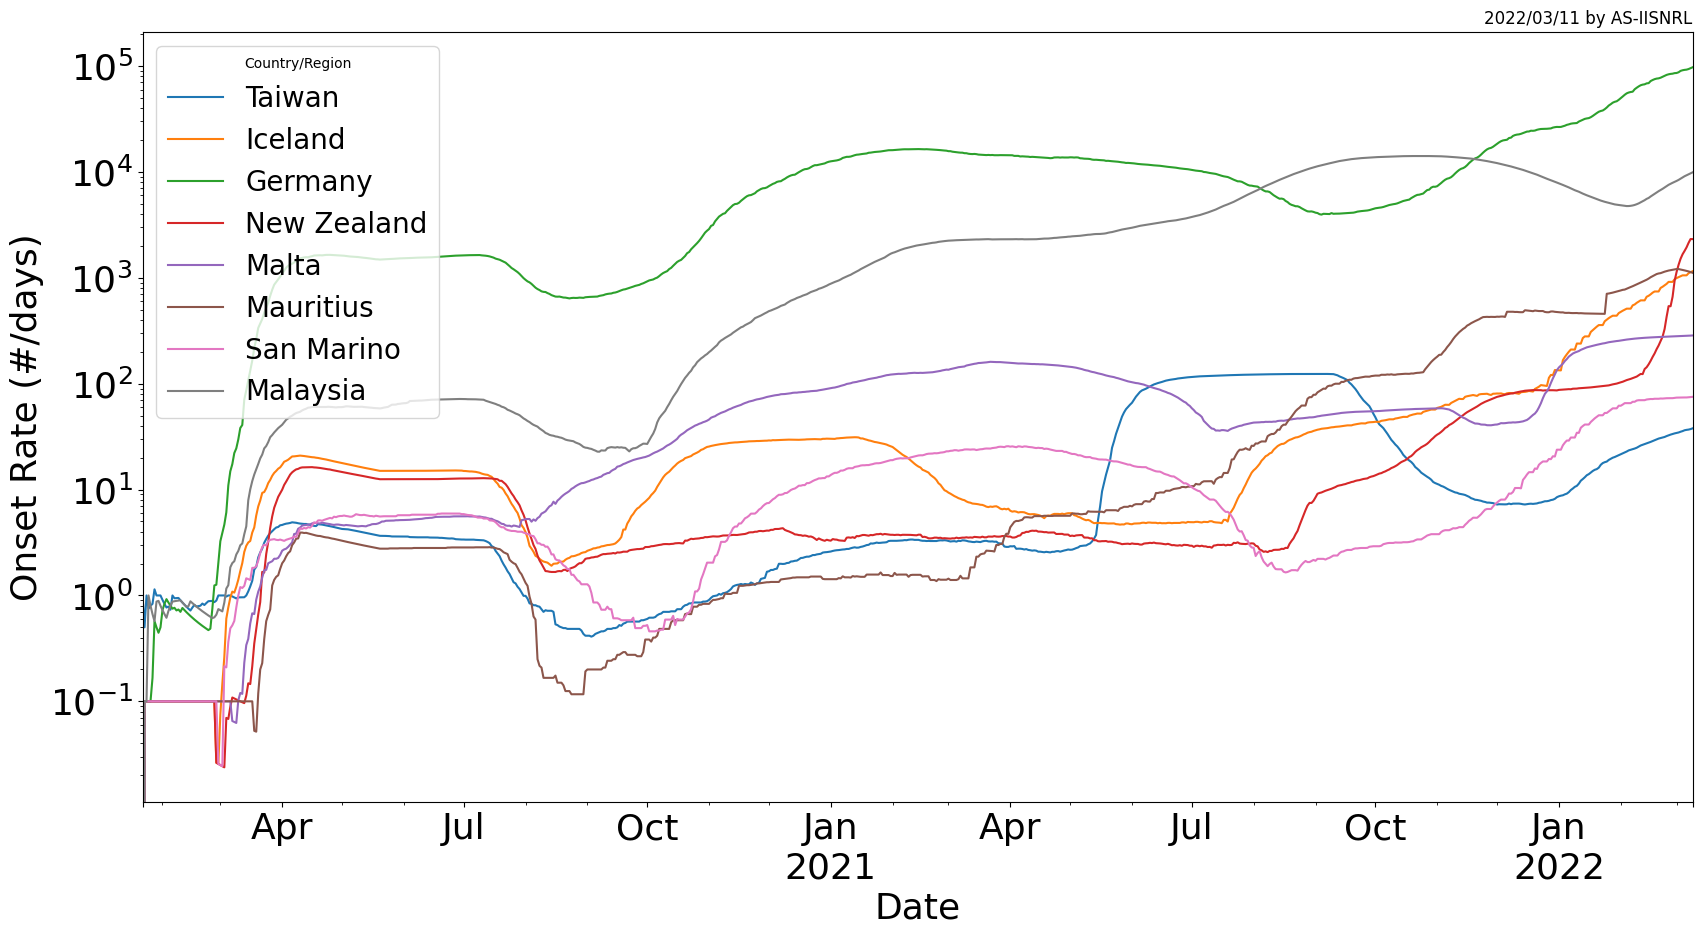 2022/03/11 by AS-IISNRL
Onset Rate (#/days)
10^5
10^4
10^3
10^2
10^1
10^0
10^−1
Country/Region
Taiwan
Iceland
Germany
New Zealand
Malta
Mauritius
San Marino
Malaysia
Apr Jul Oct Jan Apr Jul Oct Jan
2021 2022
Date